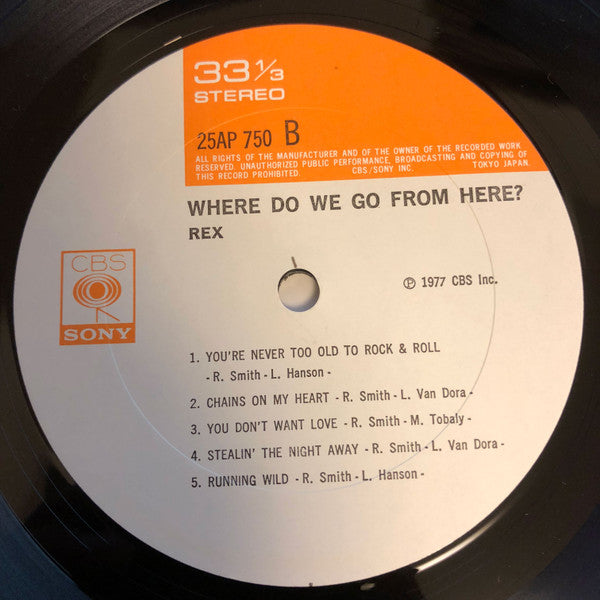 33 1/3
STEREO
25AP 750 B
ALL RIGHTS OF THE MANUFACTURER AND OF THE OWNER OF THE RECORDED WORK
RESERVED. UNAUTHORIZED PUBLIC PERFORMANCE, BROADCASTING AND COPYING OF
THIS RECORD PROHIBITED. CBS/SONY INC. TOKYO JAPAN.
WHERE DO WE GO FROM HERE?
REX
CBS
SONY
℗ 1977 CBS Inc.
1. YOU'RE NEVER TOO OLD TO ROCK & ROLL
- R. Smith - L. Hanson -
2. CHAINS ON MY HEART - R. Smith - L. Van Dora -
3. YOU DON'T WANT LOVE - R. Smith - M. Tobaly -
4. STEALIN' THE NIGHT AWAY - R. Smith - L. Van Dora -
5. RUNNING WILD - R. Smith - L. Hanson -